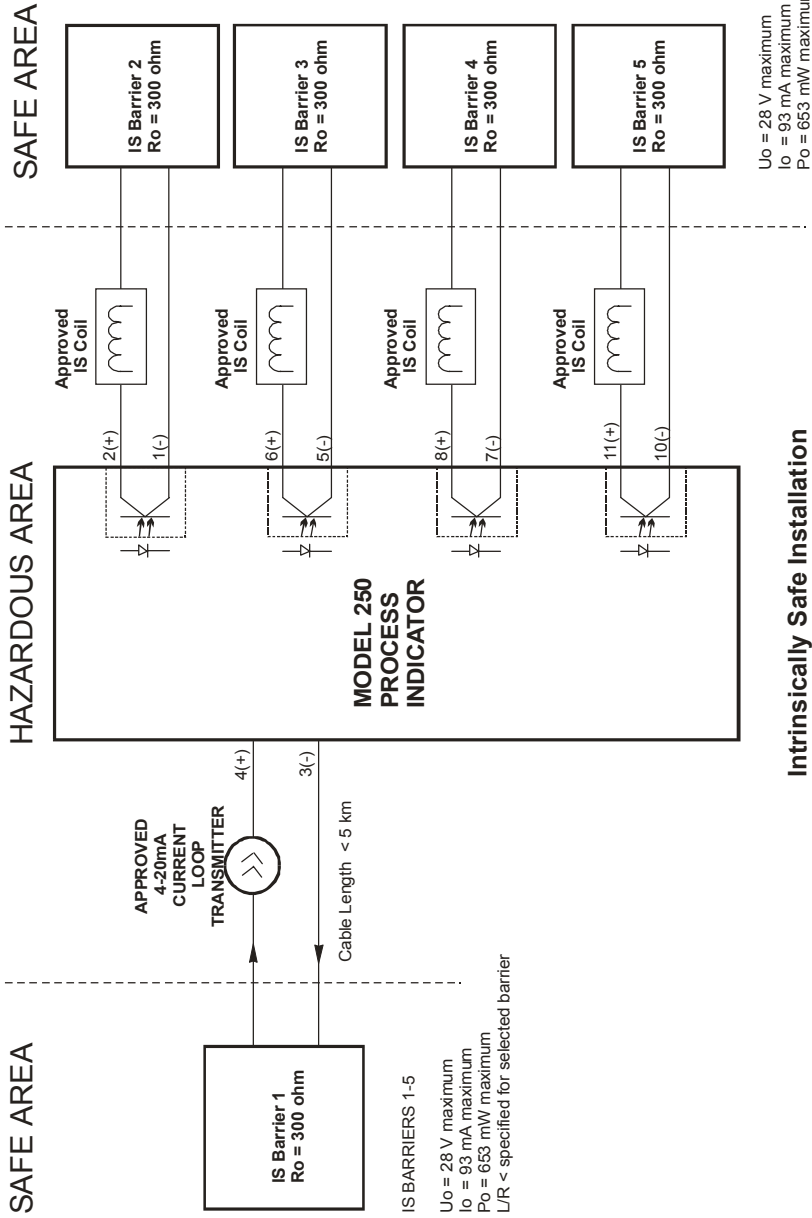 SAFE AREA
HAZARDOUS AREA
SAFE AREA
IS Barrier 1
Ro = 300 ohm
IS BARRIERS 1-5
Uo = 28 V maximum
Io = 93 mA maximum
Po = 653 mW maximum
L/R < specified for selected barrier
APPROVED
4-20mA
CURRENT
LOOP
TRANSMITTER
Cable Length < 5 km
4(+)
3(-)
MODEL 250
PROCESS
INDICATOR
2(+)
1(-)
6(+)
5(-)
8(+)
7(-)
11(+)
10(-)
Approved
IS Coil
Approved
IS Coil
Approved
IS Coil
Approved
IS Coil
IS Barrier 2
Ro = 300 ohm
IS Barrier 3
Ro = 300 ohm
IS Barrier 4
Ro = 300 ohm
IS Barrier 5
Ro = 300 ohm
Uo = 28 V maximum
Io = 93 mA maximum
Po = 653 mW maximum
Intrinsically Safe Installation